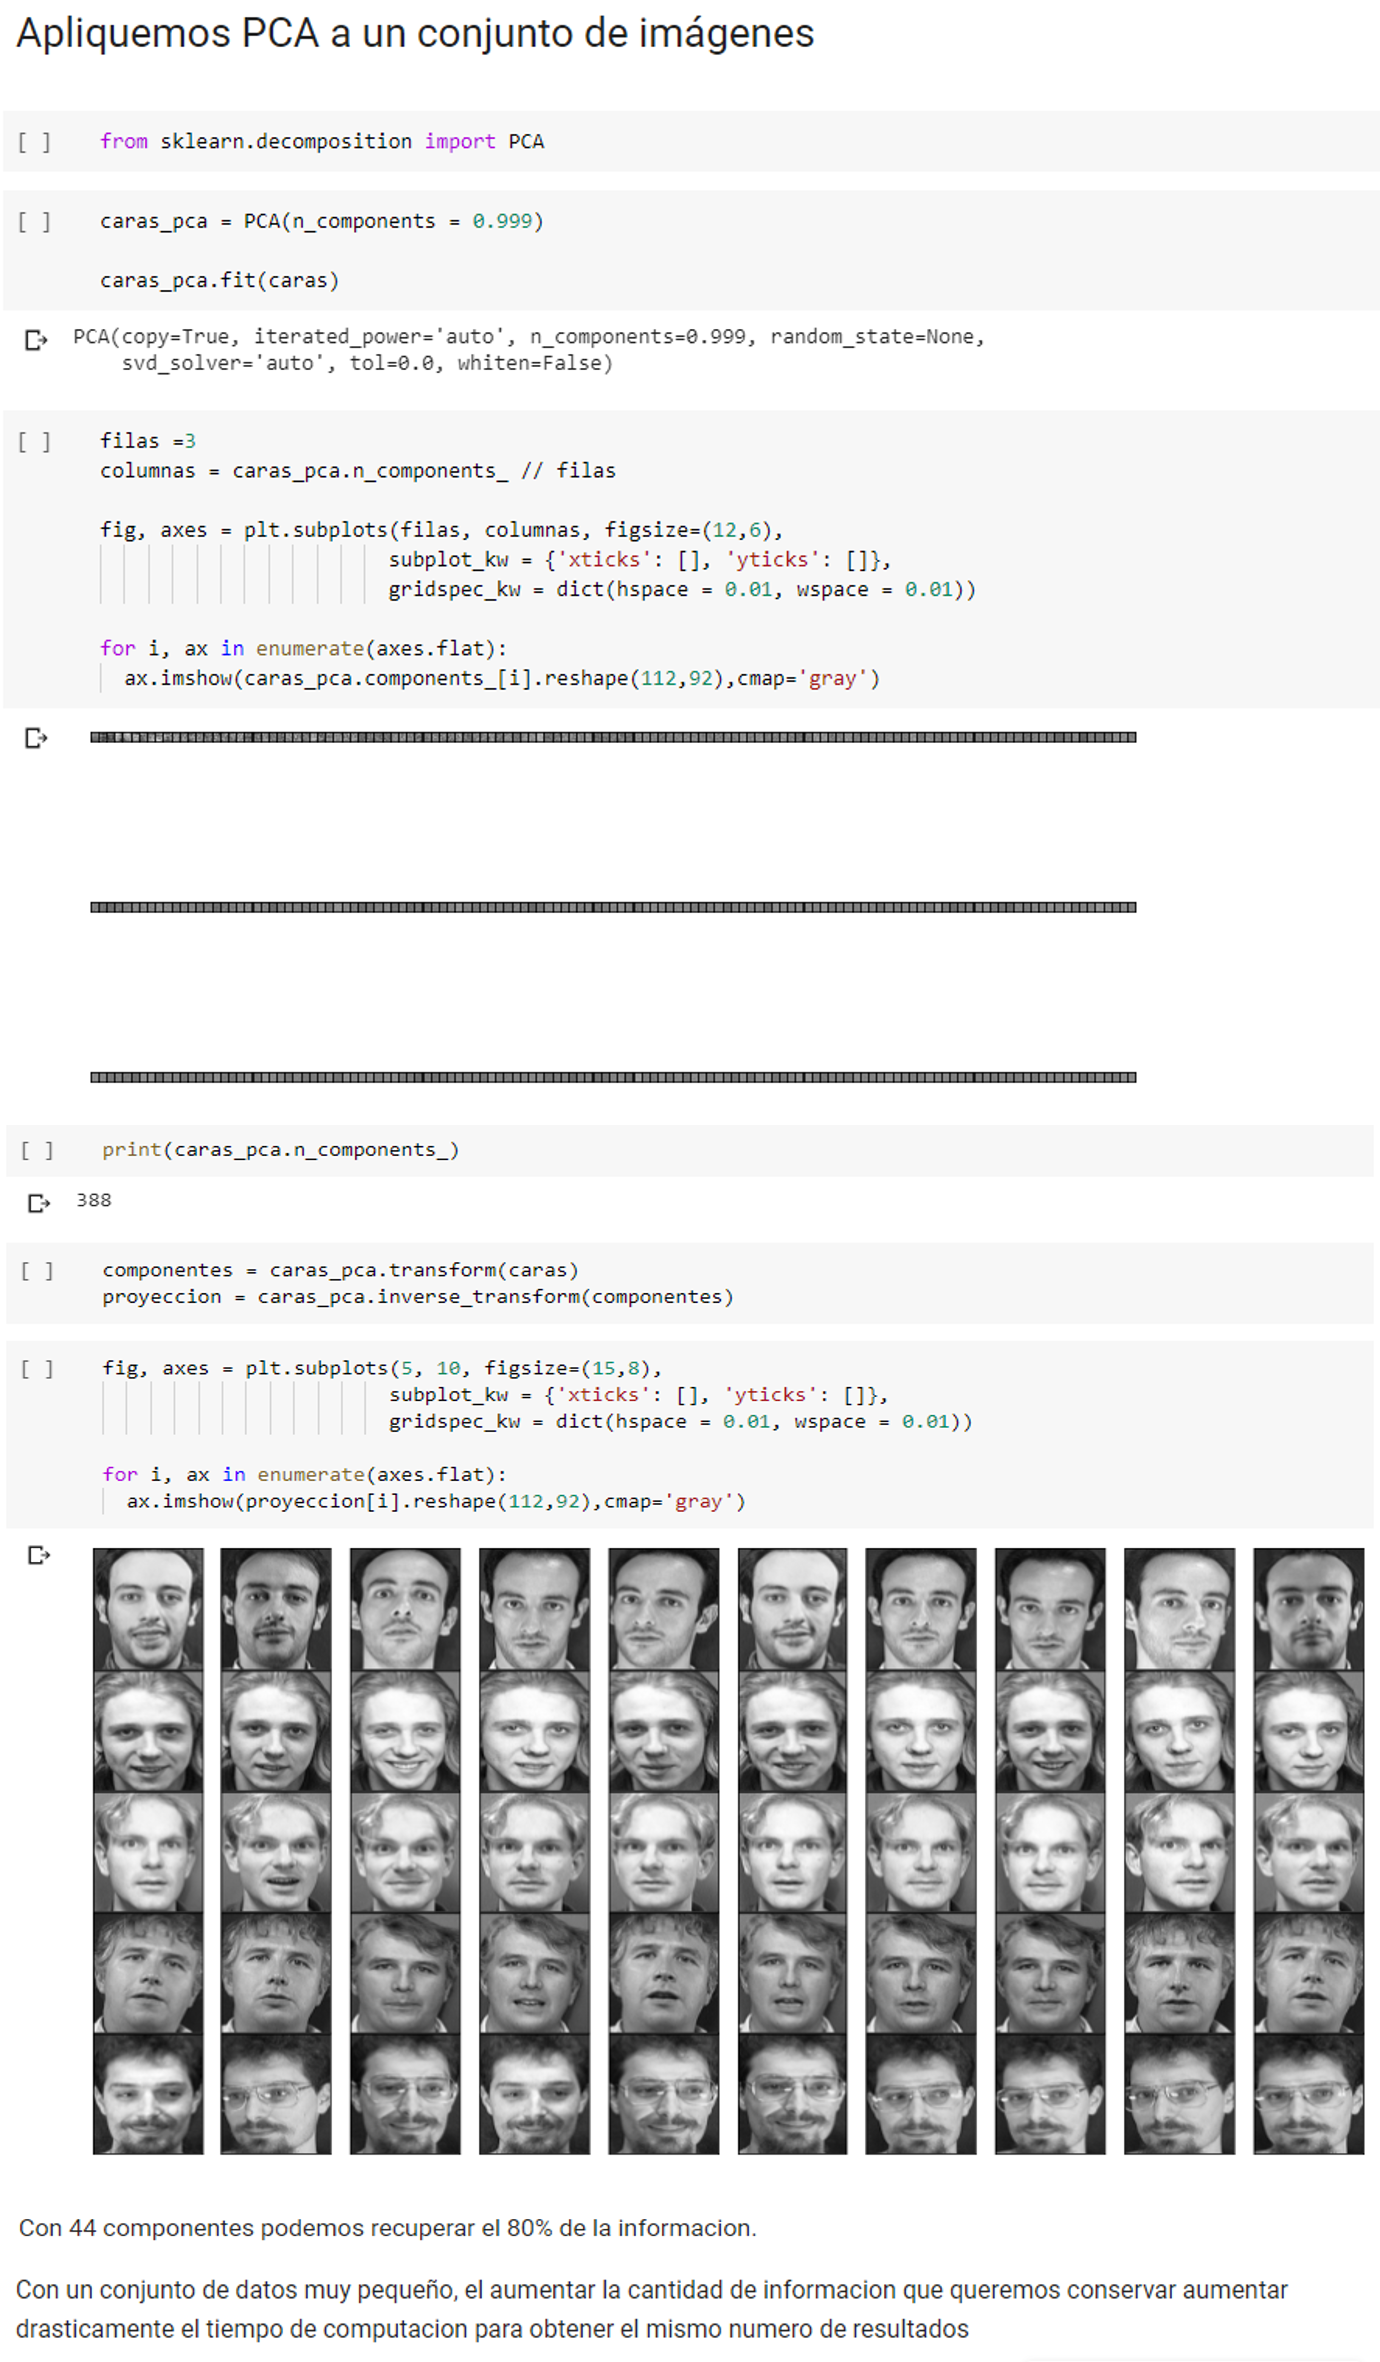 Apliquemos PCA a un conjunto de imágenes
[ ] from sklearn.decomposition import PCA
[ ] caras_pca = PCA(n_components = 0.999)
caras_pca.fit(caras)
PCA(copy=True, iterated_power='auto', n_components=0.999, random_state=None,
svd_solver='auto', tol=0.0, whiten=False)
[ ] filas =3
columnas = caras_pca.n_components_ // filas
fig, axes = plt.subplots(filas, columnas, figsize=(12,6),
subplot_kw = {'xticks': [], 'yticks': []},
gridspec_kw = dict(hspace = 0.01, wspace = 0.01))
for i, ax in enumerate(axes.flat):
ax.imshow(caras_pca.components_[i].reshape(112,92),cmap='gray')
[ ] print(caras_pca.n_components_)
388
[ ] componentes = caras_pca.transform(caras)
proyeccion = caras_pca.inverse_transform(componentes)
[ ] fig, axes = plt.subplots(5, 10, figsize=(15,8),
subplot_kw = {'xticks': [], 'yticks': []},
gridspec_kw = dict(hspace = 0.01, wspace = 0.01))
for i, ax in enumerate(axes.flat):
ax.imshow(proyeccion[i].reshape(112,92),cmap='gray')
Con 44 componentes podemos recuperar el 80% de la informacion.
Con un conjunto de datos muy pequeño, el aumentar la cantidad de informacion que queremos conservar aumentar
drasticamente el tiempo de computacion para obtener el mismo numero de resultados